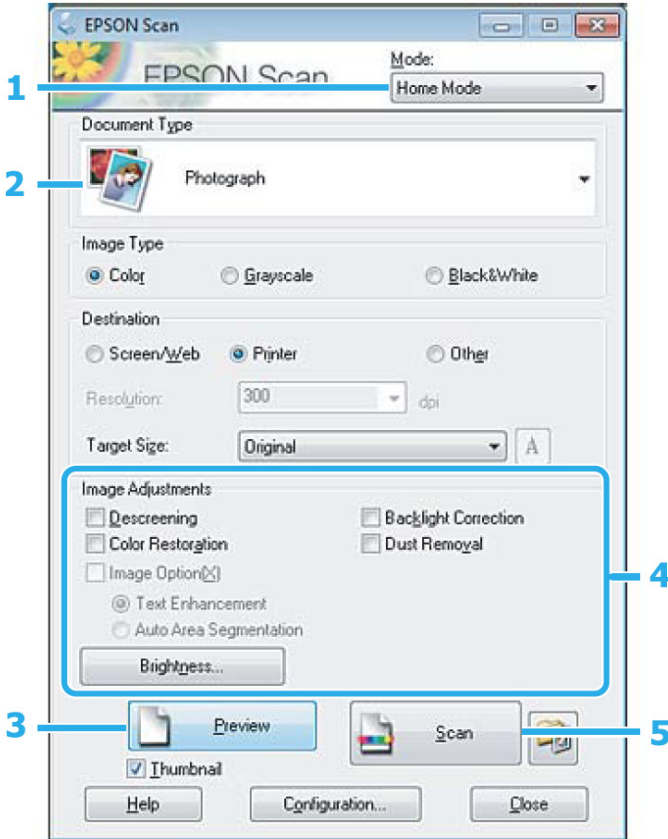 EPSON Scan
EPSON Scan
Mode:
1
Home Mode
Document Type
2
Photograph
Image Type
Color Grayscale Black&White
Destination
Screen/Web Printer Other
Resolution: 300 dpi
Target Size: Original A
Image Adjustments
Descreening Backlight Correction
Color Restoration Dust Removal
Image Option(X)
4
Text Enhancement
Auto Area Segmentation
Brightness...
3 Preview Scan 5
Thumbnail
Help Configuration... Close